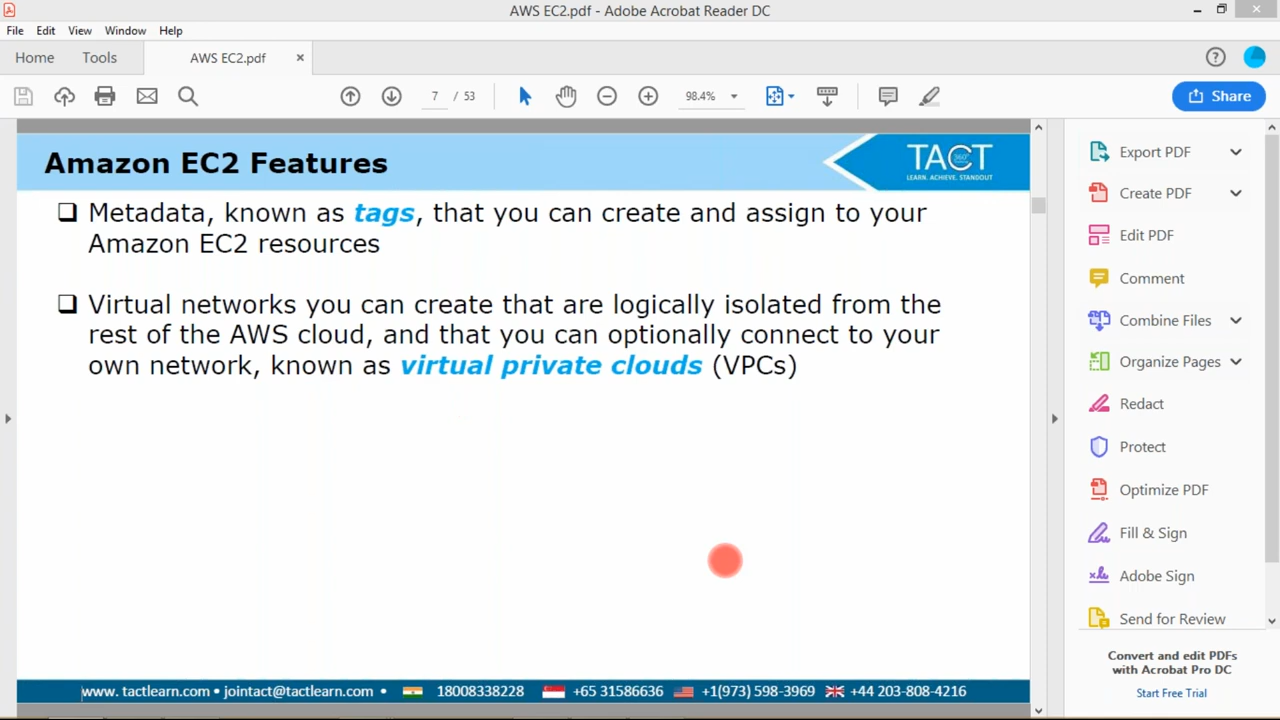 AWS EC2.pdf - Adobe Acrobat Reader DC
File Edit View Window Help
Home Tools AWS EC2.pdf ×
7 / 53 98.4% Share
Amazon EC2 Features
TACT
360°
LEARN. ACHIEVE. STANDOUT
❑ Metadata, known as tags, that you can create and assign to your
Amazon EC2 resources
❑ Virtual networks you can create that are logically isolated from the
rest of the AWS cloud, and that you can optionally connect to your
own network, known as virtual private clouds (VPCs)
www. tactlearn.com • jointact@tactlearn.com • 18008338228 +65 31586636 +1(973) 598-3969 +44 203-808-4216
Export PDF
Create PDF
Edit PDF
Comment
Combine Files
Organize Pages
Redact
Protect
Optimize PDF
Fill & Sign
Adobe Sign
Send for Review
Convert and edit PDFs
with Acrobat Pro DC
Start Free Trial